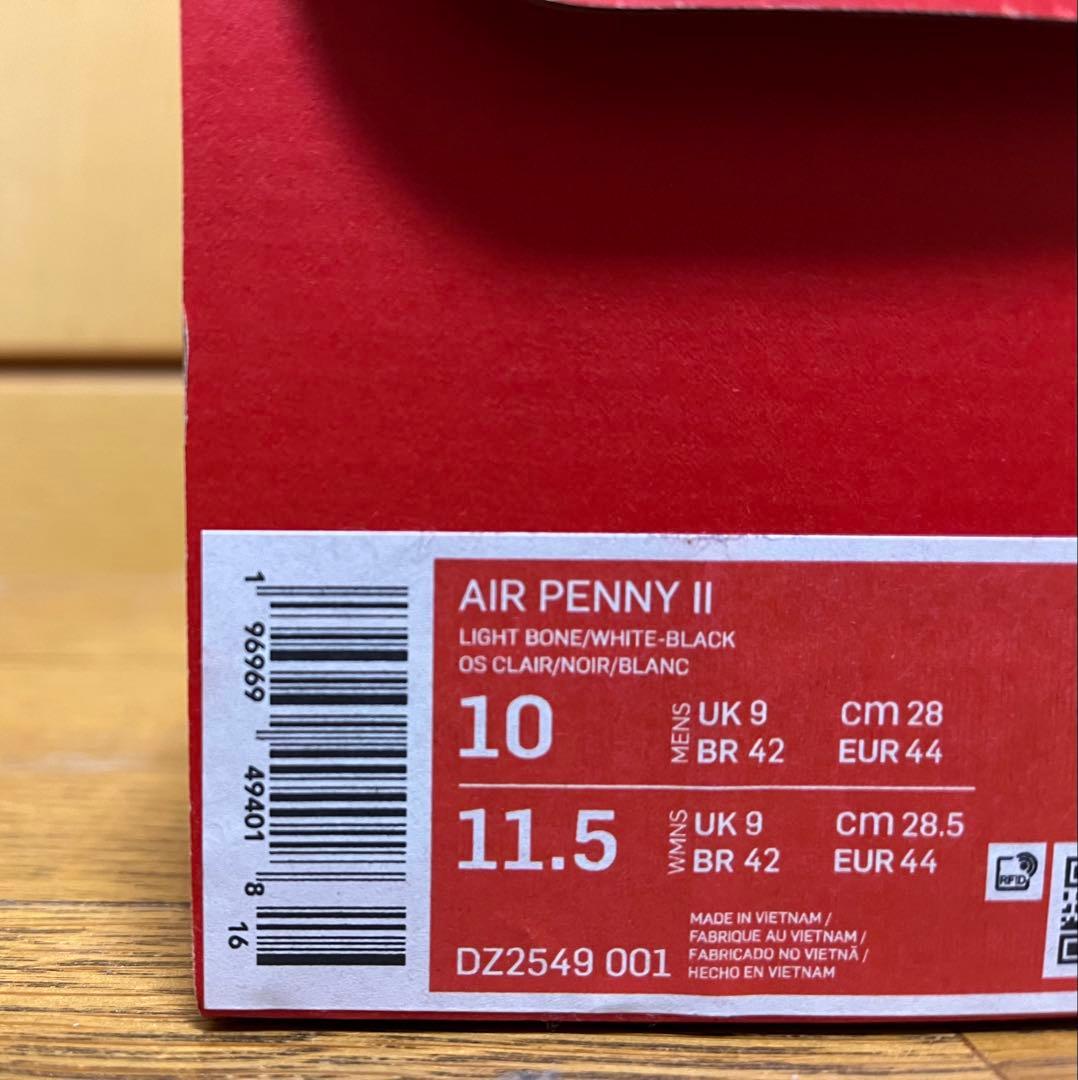 AIR PENNY II
LIGHT BONE/WHITE-BLACK
OS CLAIR/NOIR/BLANC
10 MENS UK 9 cm 28
BR 42 EUR 44
11.5 WMNS UK 9 cm 28.5
BR 42 EUR 44
RFID
DZ2549 001
MADE IN VIETNAM /
FABRIQUE AU VIETNAM /
FABRICADO NO VIETNÃ /
HECHO EN VIETNAM
1 96969 49401 8 16